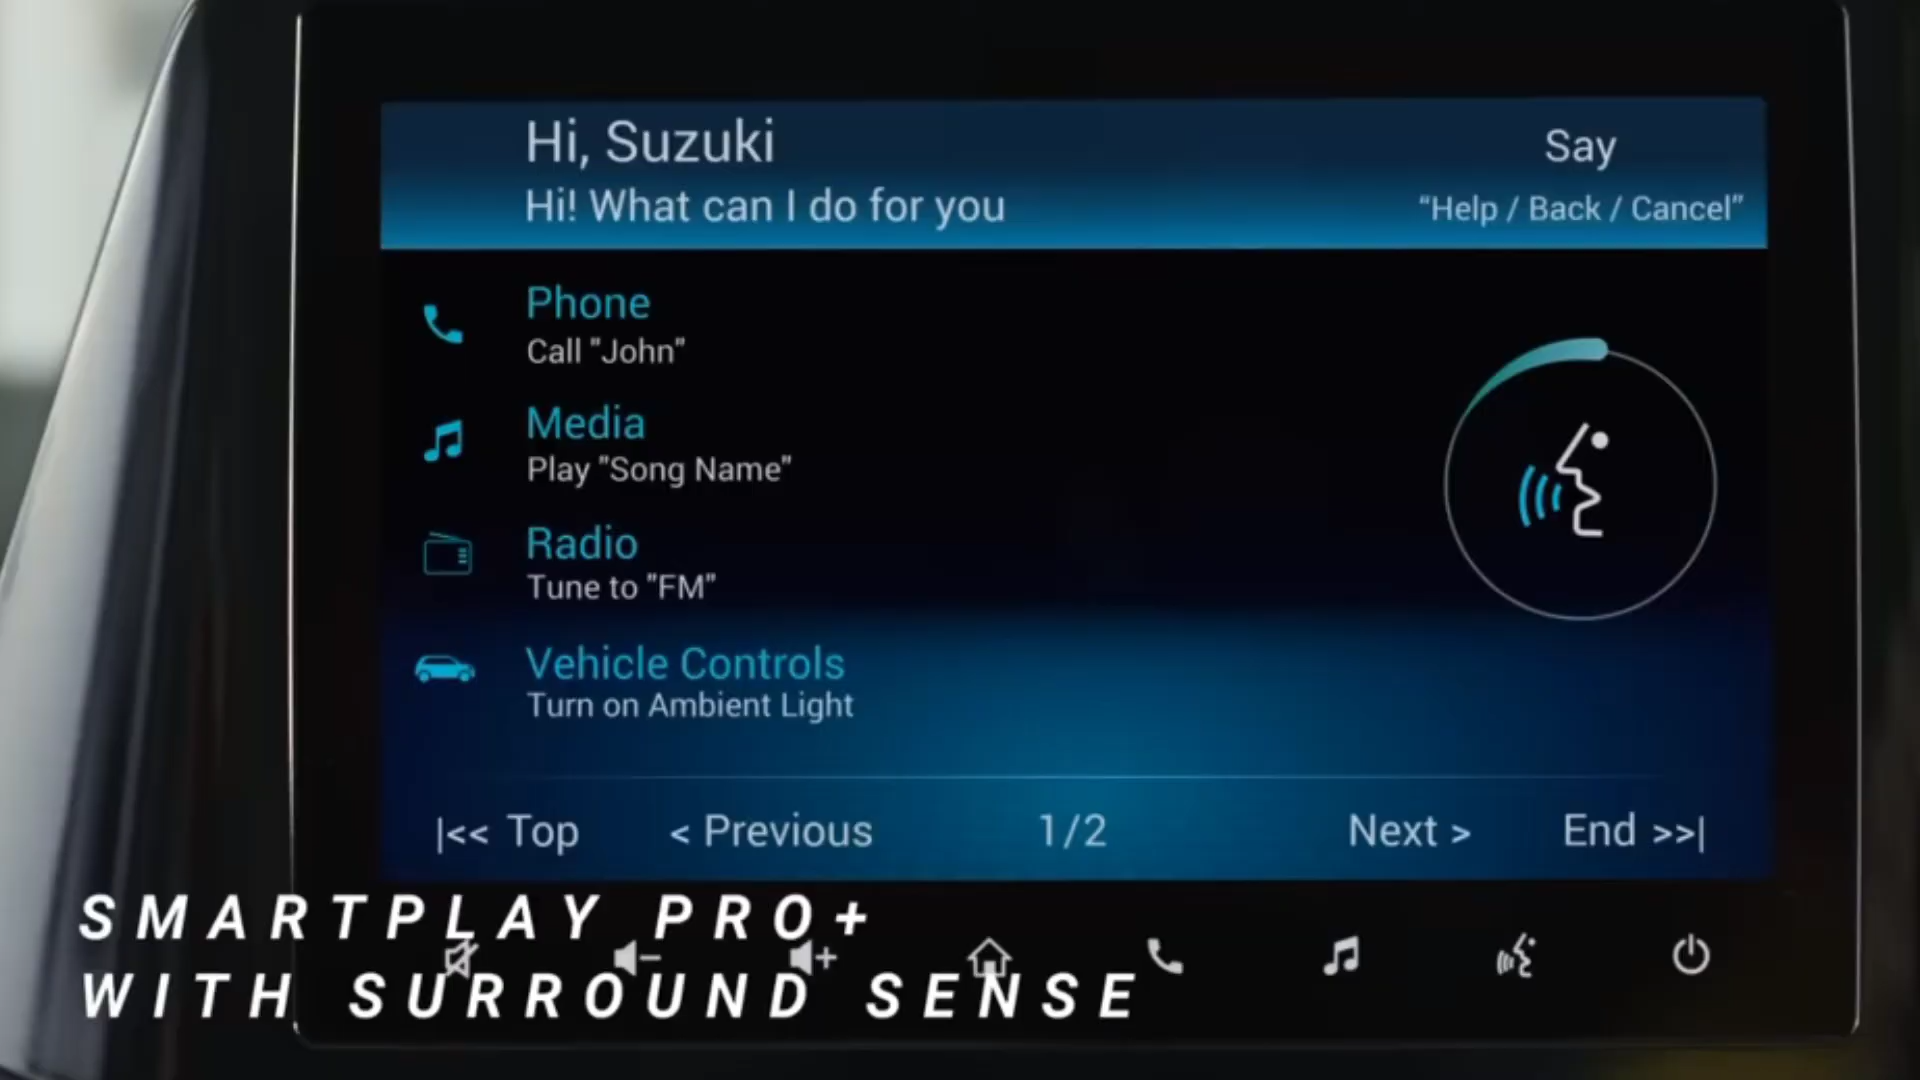 Hi, Suzuki
Hi! What can I do for you
Say
“Help / Back / Cancel”
Phone
Call "John"
Media
Play "Song Name"
Radio
Tune to "FM"
Vehicle Controls
Turn on Ambient Light
|<< Top < Previous 1/2 Next > End >>|
SMARTPLAY PRO+
WITH SURROUND SENSE